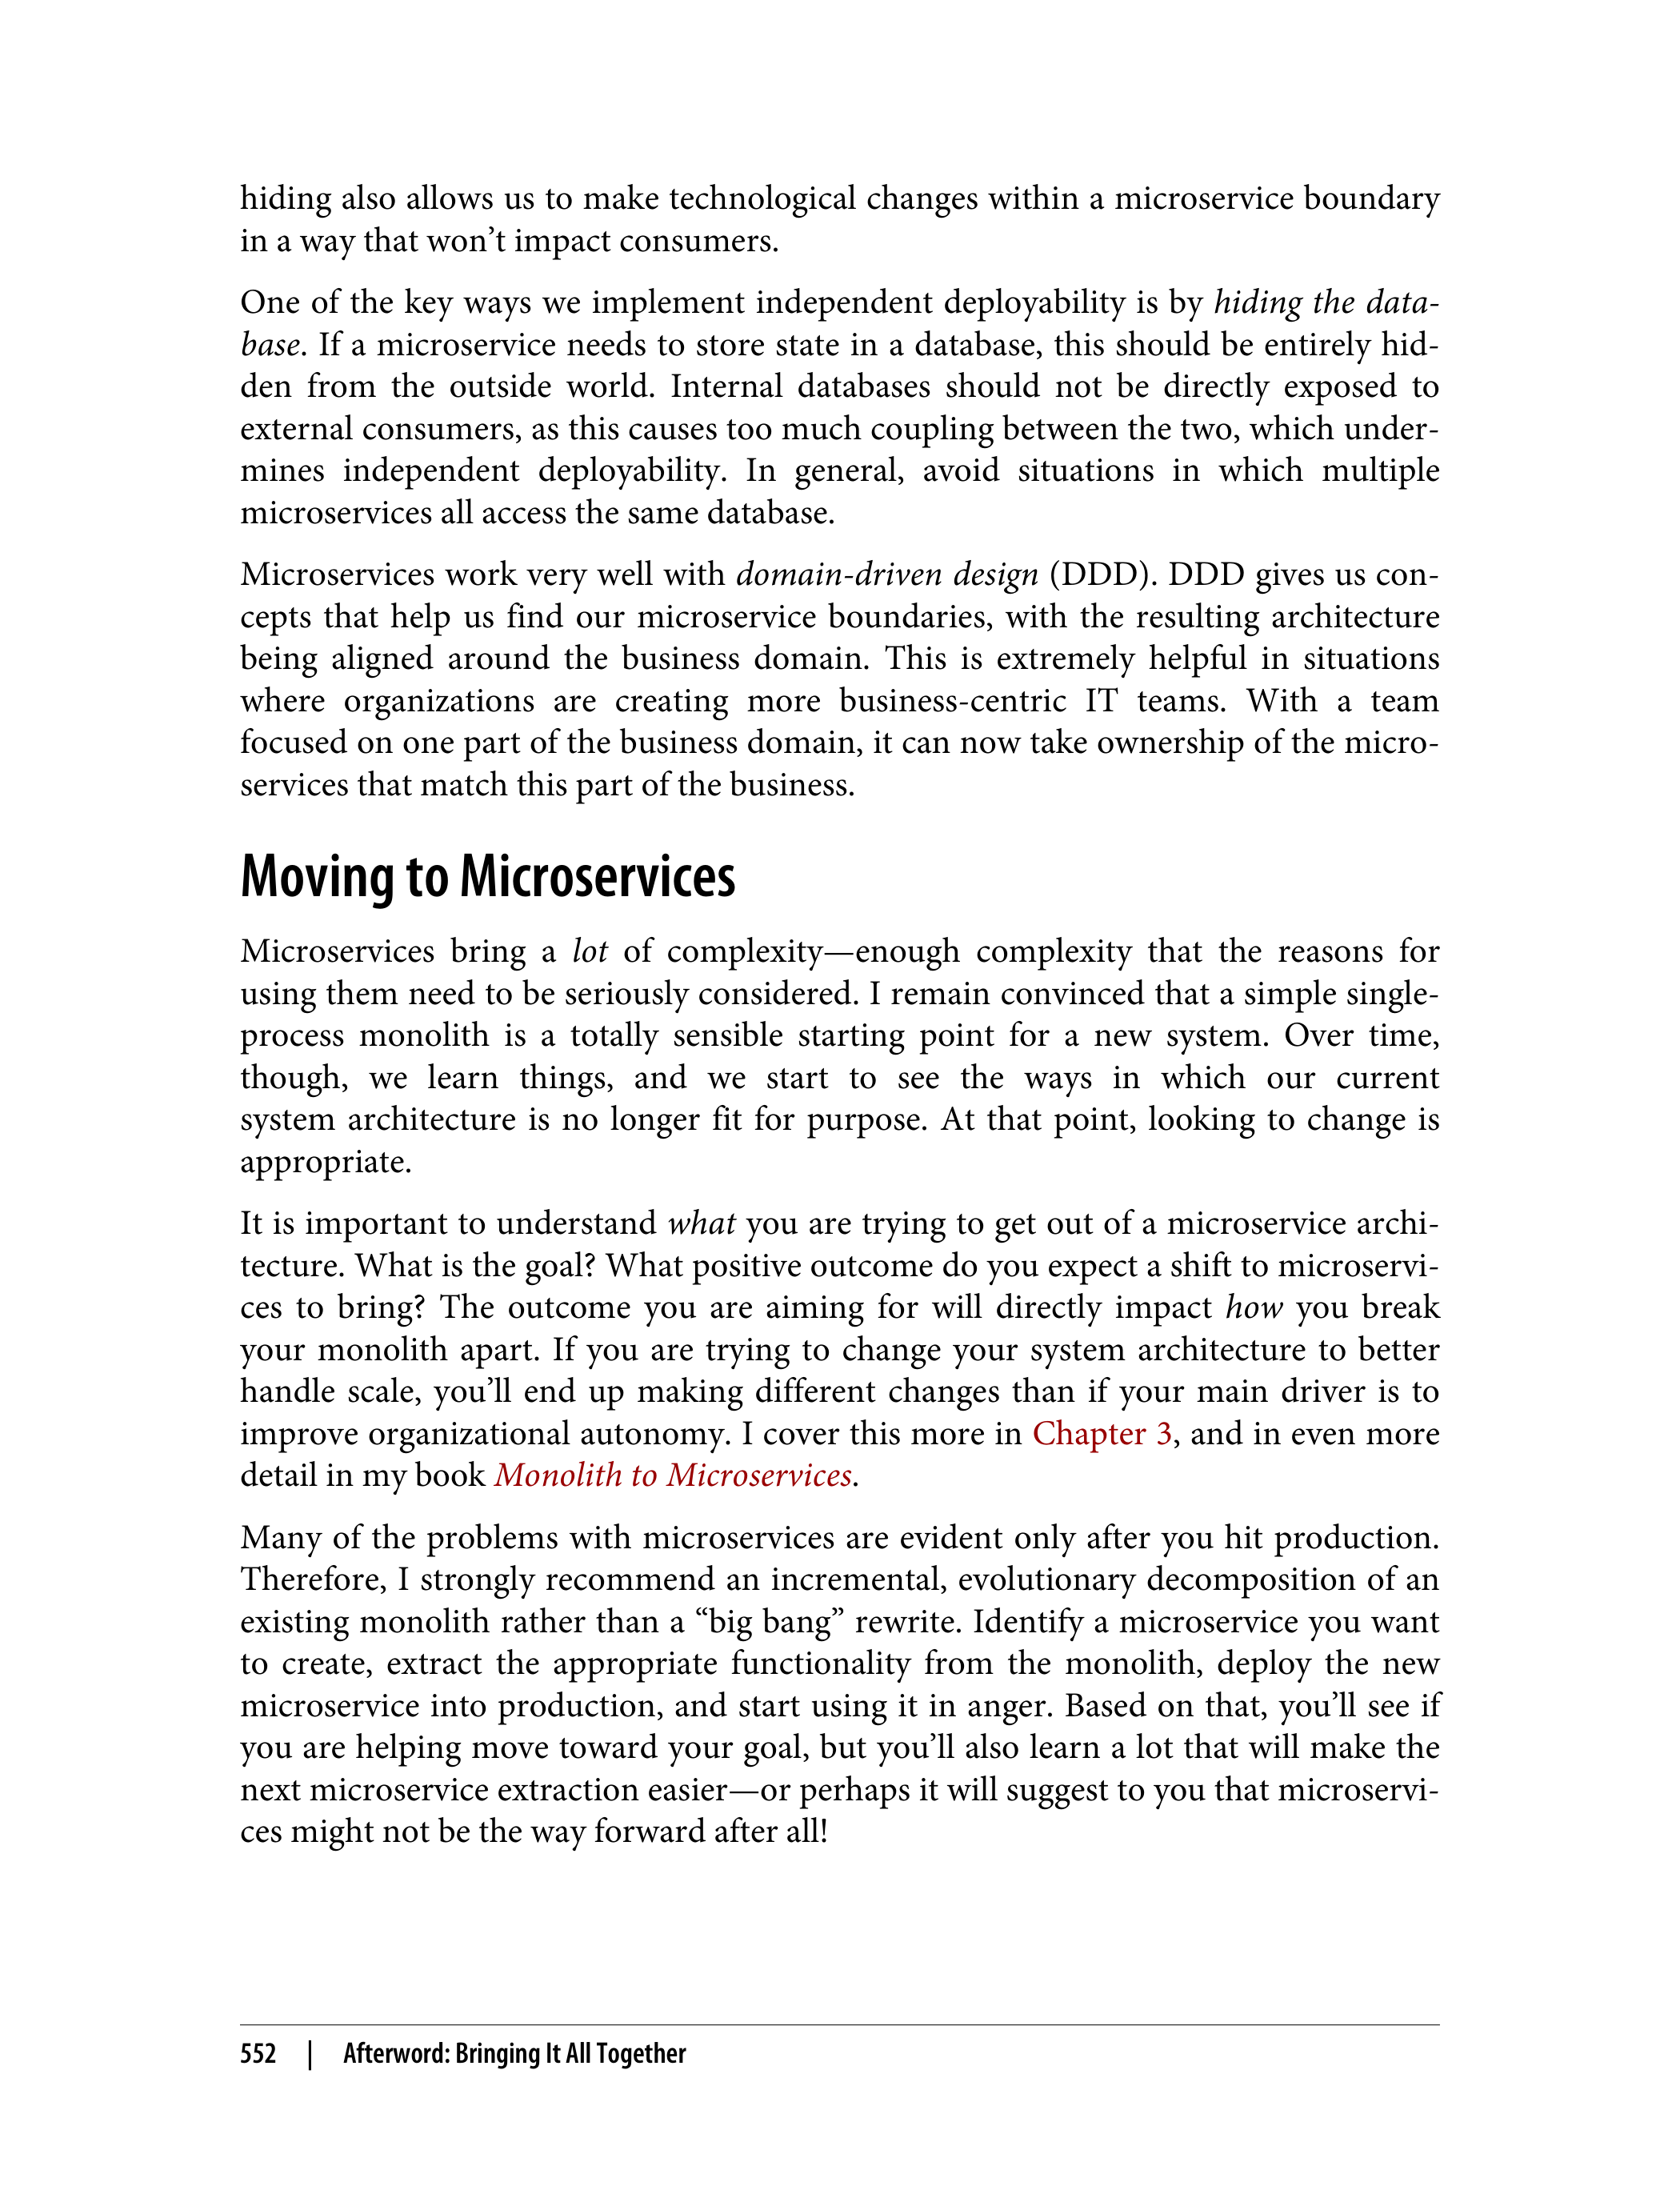 hiding also allows us to make technological changes within a microservice boundary
in a way that won’t impact consumers.
One of the key ways we implement independent deployability is by hiding the data-
base. If a microservice needs to store state in a database, this should be entirely hid-
den from the outside world. Internal databases should not be directly exposed to
external consumers, as this causes too much coupling between the two, which under-
mines independent deployability. In general, avoid situations in which multiple
microservices all access the same database.
Microservices work very well with domain-driven design (DDD). DDD gives us con-
cepts that help us find our microservice boundaries, with the resulting architecture
being aligned around the business domain. This is extremely helpful in situations
where organizations are creating more business-centric IT teams. With a team
focused on one part of the business domain, it can now take ownership of the micro-
services that match this part of the business.
Moving to Microservices
Microservices bring a lot of complexity—enough complexity that the reasons for
using them need to be seriously considered. I remain convinced that a simple single-
process monolith is a totally sensible starting point for a new system. Over time,
though, we learn things, and we start to see the ways in which our current
system architecture is no longer fit for purpose. At that point, looking to change is
appropriate.
It is important to understand what you are trying to get out of a microservice archi-
tecture. What is the goal? What positive outcome do you expect a shift to microservi-
ces to bring? The outcome you are aiming for will directly impact how you break
your monolith apart. If you are trying to change your system architecture to better
handle scale, you’ll end up making different changes than if your main driver is to
improve organizational autonomy. I cover this more in Chapter 3, and in even more
detail in my book Monolith to Microservices.
Many of the problems with microservices are evident only after you hit production.
Therefore, I strongly recommend an incremental, evolutionary decomposition of an
existing monolith rather than a “big bang” rewrite. Identify a microservice you want
to create, extract the appropriate functionality from the monolith, deploy the new
microservice into production, and start using it in anger. Based on that, you’ll see if
you are helping move toward your goal, but you’ll also learn a lot that will make the
next microservice extraction easier—or perhaps it will suggest to you that microservi-
ces might not be the way forward after all!
552 | Afterword: Bringing It All Together